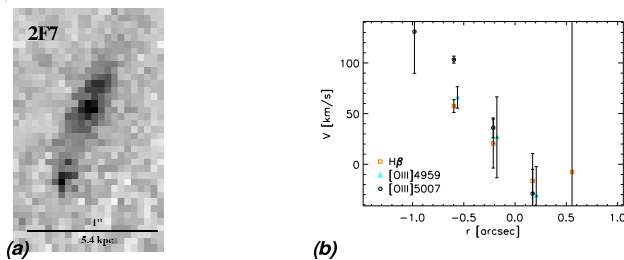 2F7
1"
5.4 kpc
(a)
V [km/s]
100
50
0
Hβ
[OIII]4959
[OIII]5007
−1.0 −0.5 0.0 0.5 1.0
r [arcsec]
(b)